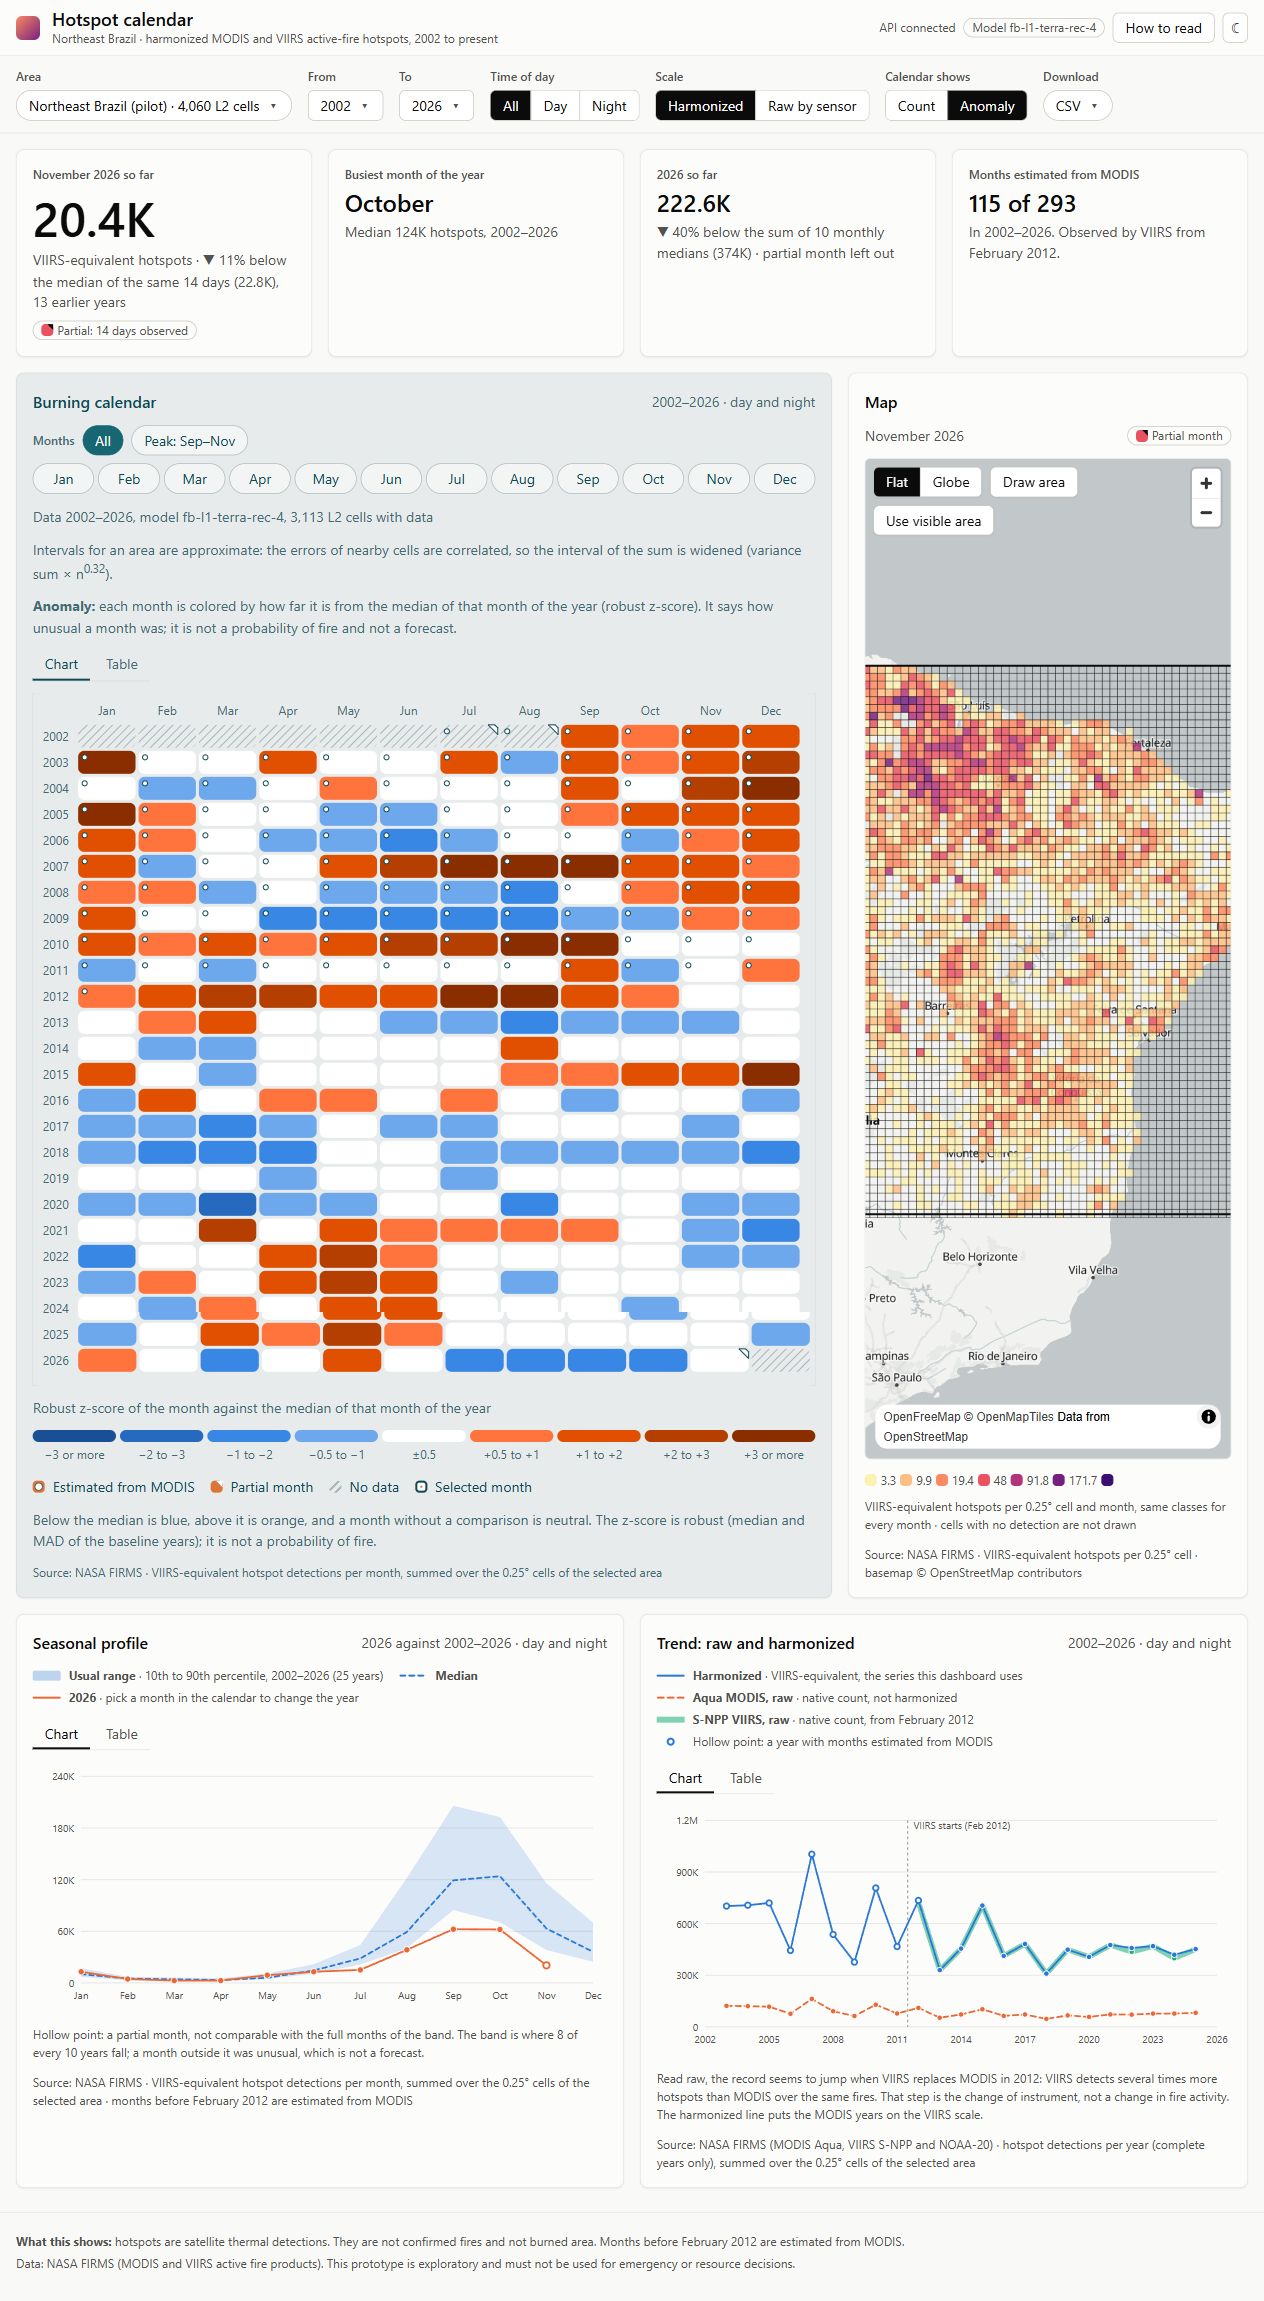 Hotspot calendar
Northeast Brazil · harmonized MODIS and VIIRS active-fire hotspots, 2002 to present
API connected
Model fb-l1-terra-rec-4
How to read
Area
From
To
Time of day
Scale
Calendar shows
Download
Northeast Brazil (pilot) · 4,060 L2 cells
2002
2026
All
Day
Night
Harmonized
Raw by sensor
Count
Anomaly
CSV
November 2026 so far
20.4K
VIIRS-equivalent hotspots · ▼ 11% below
the median of the same 14 days (22.8K),
13 earlier years
Partial: 14 days observed
Busiest month of the year
October
Median 124K hotspots, 2002–2026
2026 so far
222.6K
▼ 40% below the sum of 10 monthly
medians (374K) · partial month left out
Months estimated from MODIS
115 of 293
In 2002–2026. Observed by VIIRS from
February 2012.
Burning calendar
2002–2026 · day and night
Months
All
Peak: Sep–Nov
Jan Feb Mar Apr May Jun Jul Aug Sep Oct Nov Dec
Data 2002–2026, model fb-l1-terra-rec-4, 3,113 L2 cells with data
Intervals for an area are approximate: the errors of nearby cells are correlated, so the interval of the sum is widened (variance
sum × n^0.32).
Anomaly: each month is colored by how far it is from the median of that month of the year (robust z-score). It says how
unusual a month was; it is not a probability of fire and not a forecast.
Chart
Table
Jan Feb Mar Apr May Jun Jul Aug Sep Oct Nov Dec
2002
2003
2004
2005
2006
2007
2008
2009
2010
2011
2012
2013
2014
2015
2016
2017
2018
2019
2020
2021
2022
2023
2024
2025
2026
Robust z-score of the month against the median of that month of the year
−3 or more
−2 to −3
−1 to −2
−0.5 to −1
±0.5
+0.5 to +1
+1 to +2
+2 to +3
+3 or more
Estimated from MODIS
Partial month
No data
Selected month
Below the median is blue, above it is orange, and a month without a comparison is neutral. The z-score is robust (median and
MAD of the baseline years); it is not a probability of fire.
Source: NASA FIRMS · VIIRS-equivalent hotspot detections per month, summed over the 0.25° cells of the selected area
Map
November 2026
Partial month
Flat
Globe
Draw area
+
Use visible area
−
Belo Horizonte
Vila Velha
Preto
ampinas
Rio de Janeiro
São Paulo
OpenFreeMap © OpenMapTiles Data from
OpenStreetMap
3.3 9.9 19.4 48 91.8 171.7
VIIRS-equivalent hotspots per 0.25° cell and month, same classes for
every month · cells with no detection are not drawn
Source: NASA FIRMS · VIIRS-equivalent hotspots per 0.25° cell ·
basemap © OpenStreetMap contributors
Seasonal profile
2026 against 2002–2026 · day and night
Usual range · 10th to 90th percentile, 2002–2026 (25 years)
Median
2026 · pick a month in the calendar to change the year
Chart
Table
240K
180K
120K
60K
0
Jan Feb Mar Apr May Jun Jul Aug Sep Oct Nov Dec
Hollow point: a partial month, not comparable with the full months of the band. The band is where 8 of
every 10 years fall; a month outside it was unusual, which is not a forecast.
Source: NASA FIRMS · VIIRS-equivalent hotspot detections per month, summed over the 0.25° cells of the
selected area · months before February 2012 are estimated from MODIS
Trend: raw and harmonized
2002–2026 · day and night
Harmonized · VIIRS-equivalent, the series this dashboard uses
Aqua MODIS, raw · native count, not harmonized
S-NPP VIIRS, raw · native count, from February 2012
Hollow point: a year with months estimated from MODIS
Chart
Table
1.2M
VIIRS starts (Feb 2012)
900K
600K
300K
0
2002 2005 2008 2011 2014 2017 2020 2023 2026
Read raw, the record seems to jump when VIIRS replaces MODIS in 2012: VIIRS detects several times more
hotspots than MODIS over the same fires. That step is the change of instrument, not a change in fire activity.
The harmonized line puts the MODIS years on the VIIRS scale.
Source: NASA FIRMS (MODIS Aqua, VIIRS S-NPP and NOAA-20) · hotspot detections per year (complete
years only), summed over the 0.25° cells of the selected area
What this shows: hotspots are satellite thermal detections. They are not confirmed fires and not burned area. Months before February 2012 are estimated from MODIS.
Data: NASA FIRMS (MODIS and VIIRS active fire products). This prototype is exploratory and must not be used for emergency or resource decisions.